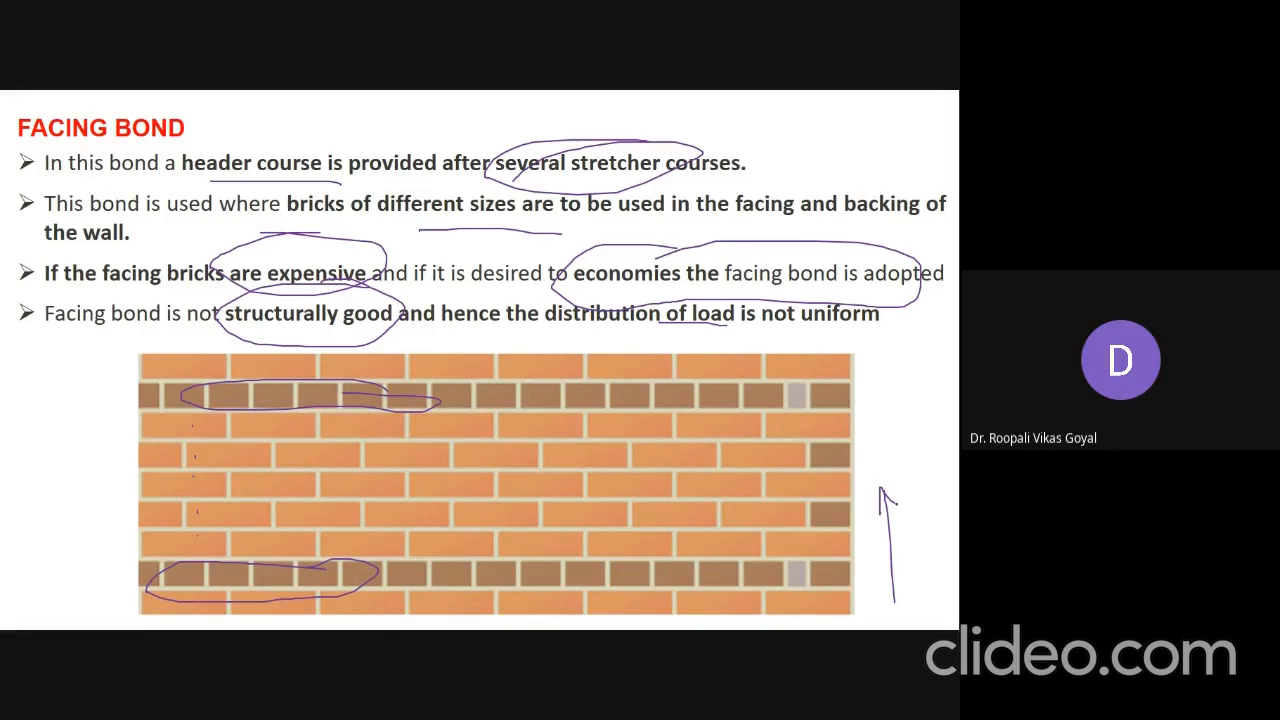 FACING BOND
➢ In this bond a header course is provided after several stretcher courses.
➢ This bond is used where bricks of different sizes are to be used in the facing and backing of
the wall.
➢ If the facing bricks are expensive and if it is desired to economies the facing bond is adopted
➢ Facing bond is not structurally good and hence the distribution of load is not uniform
D
Dr. Roopali Vikas Goyal
clideo.com